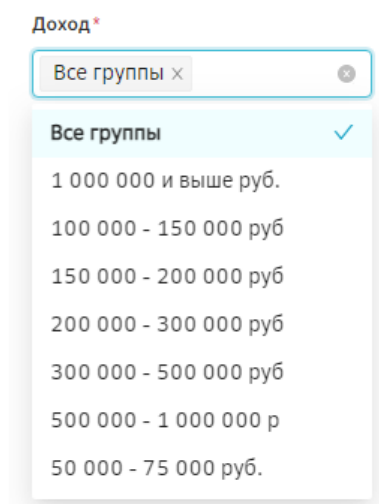 Доход*
Все группы ×
Все группы
1 000 000 и выше руб.
100 000 - 150 000 руб
150 000 - 200 000 руб
200 000 - 300 000 руб
300 000 - 500 000 руб
500 000 - 1 000 000 р
50 000 - 75 000 руб.